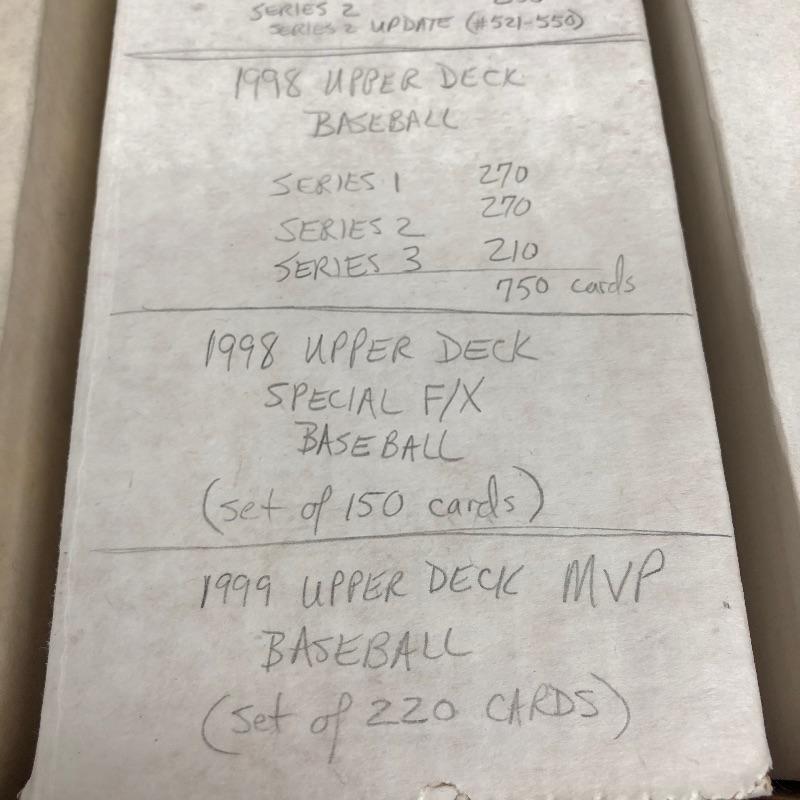 SERIES 2
SERIES 2 UPDATE (#521-550)
1998 UPPER DECK
BASEBALL
SERIES 1 270
SERIES 2 270
SERIES 3 210
750 cards
1998 UPPER DECK
SPECIAL F/X
BASEBALL
(set of 150 cards)
1999 UPPER DECK MVP
BASEBALL
(set of 220 CARDS)